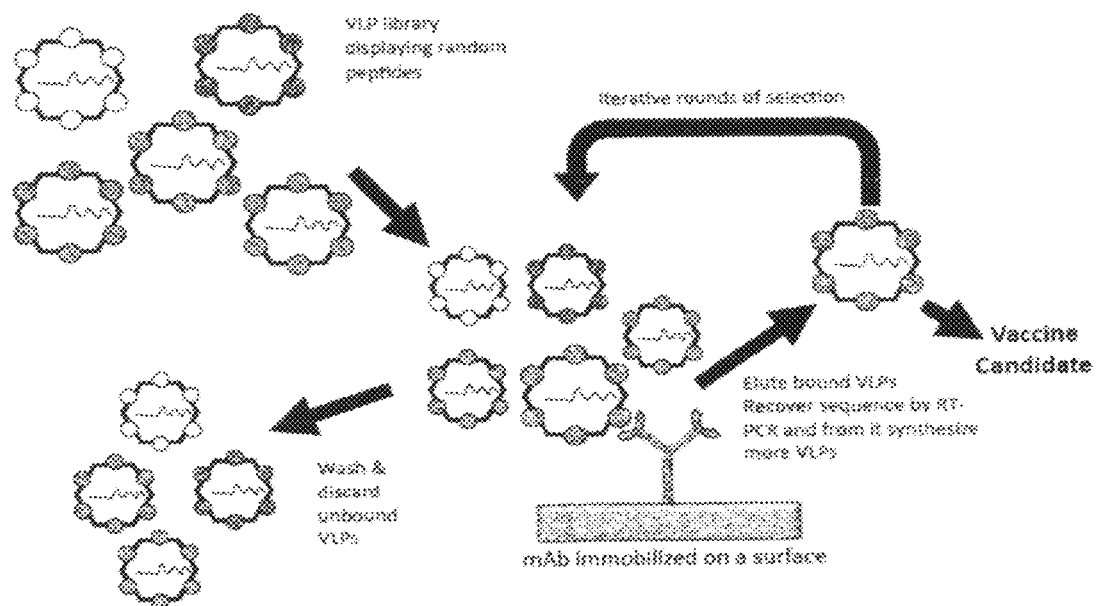 VLP library
displaying random
peptides
Iterative rounds of selection
Vaccine
Candidate
Elute bound VLPs
Recover sequence by RT-
PCR and from it synthesize
more VLPs
Wash &
discard
unbound
VLPs
mAb immobilized on a surface